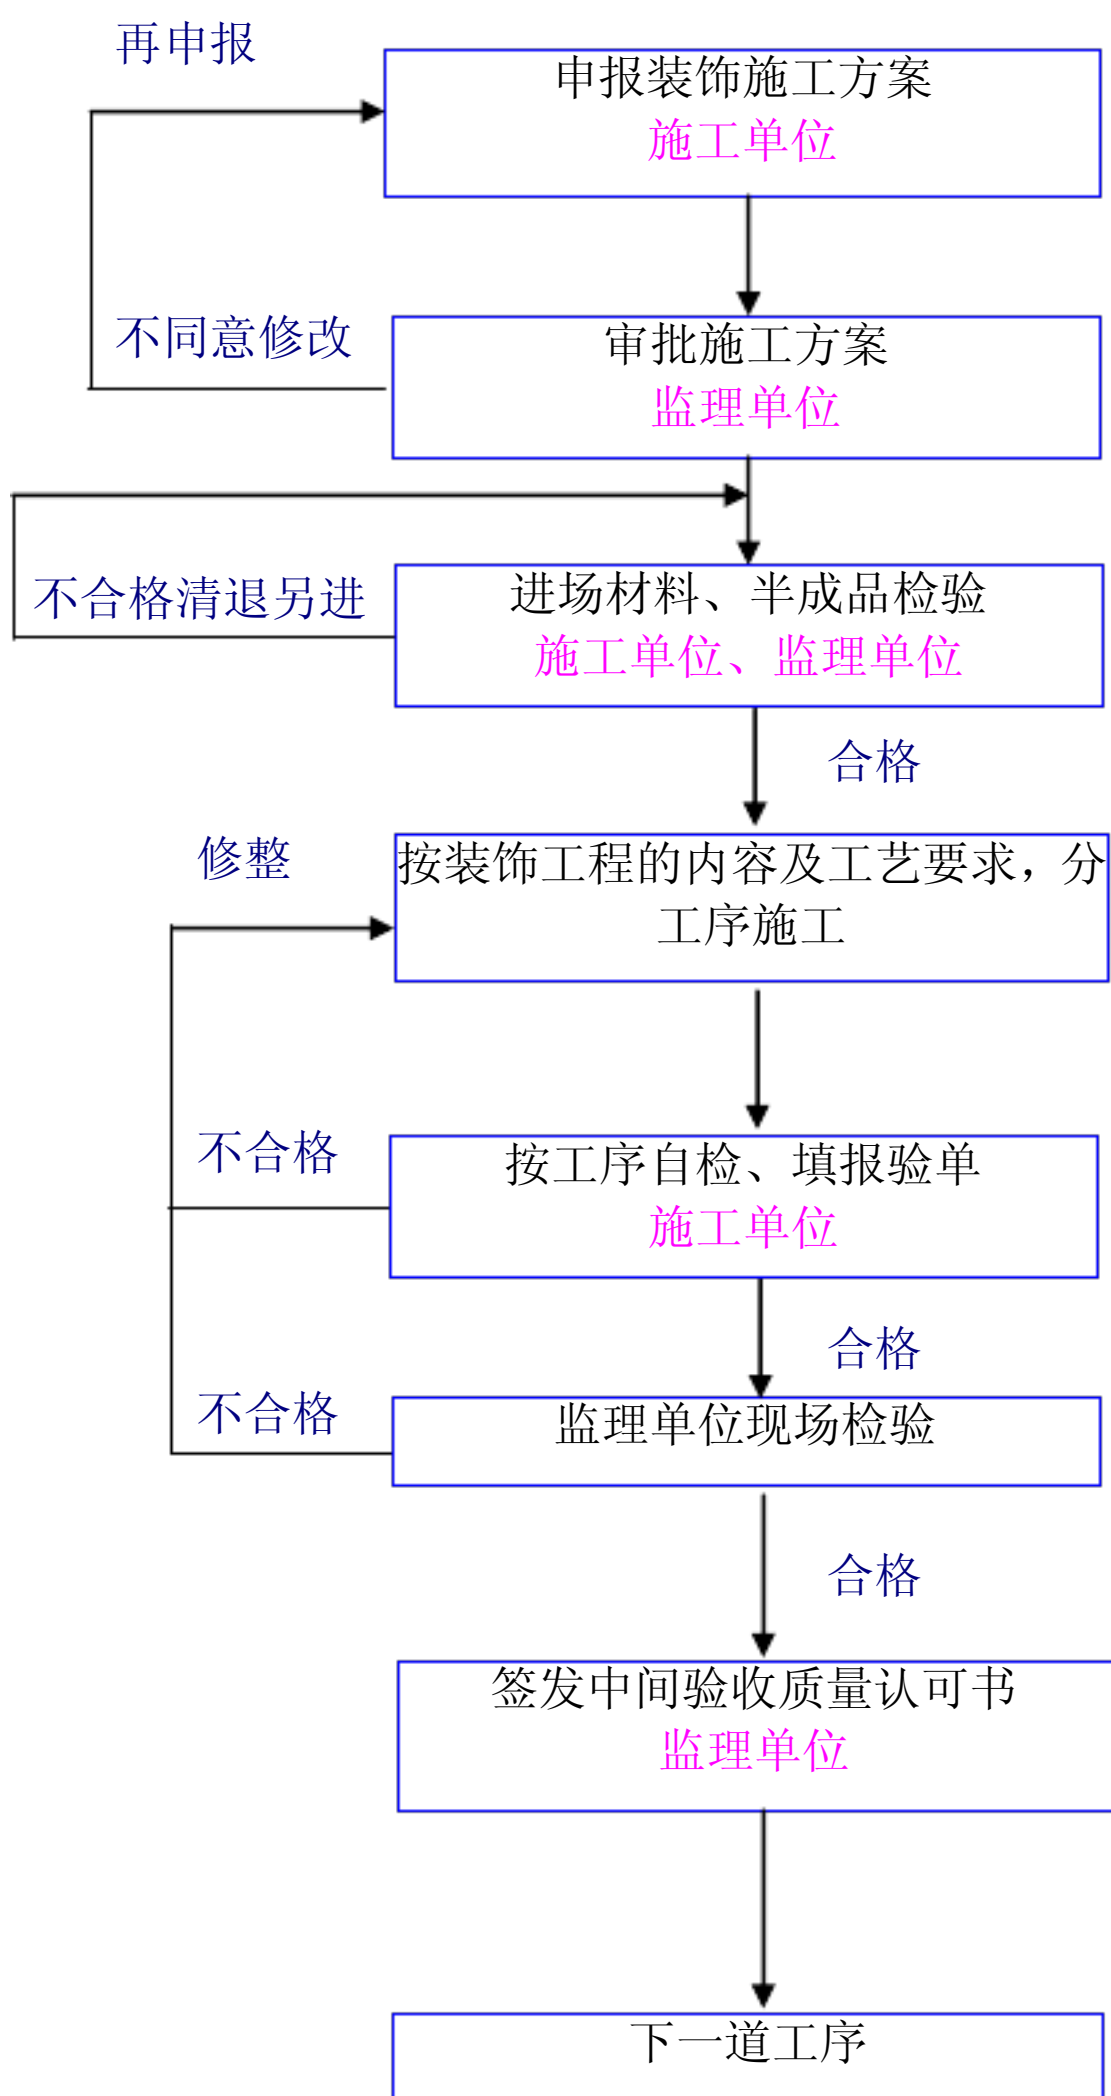 再申报
申报装饰施工方案
施工单位
不同意修改
审批施工方案
监理单位
不合格清退另进
进场材料、半成品检验
施工单位、监理单位
合格
修整
按装饰工程的内容及工艺要求，分
工序施工
不合格
按工序自检、填报验单
施工单位
合格
不合格
监理单位现场检验
合格
签发中间验收质量认可书
监理单位
下一道工序